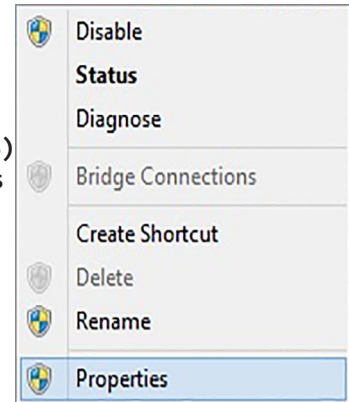 Disable
Status
Diagnose
)
s
Bridge Connections
Create Shortcut
Delete
Rename
Properties